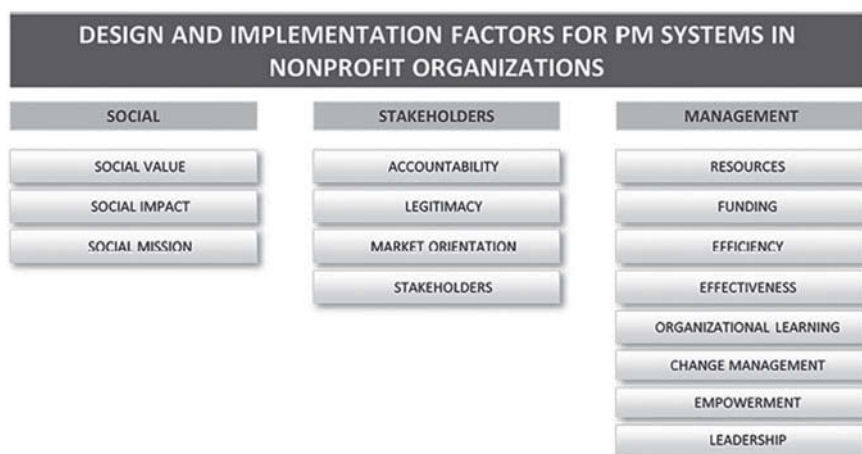 DESIGN AND IMPLEMENTATION FACTORS FOR PM SYSTEMS IN
NONPROFIT ORGANIZATIONS
SOCIAL
SOCIAL VALUE
SOCIAL IMPACT
SOCIAL MISSION
STAKEHOLDERS
ACCOUNTABILITY
LEGITIMACY
MARKET ORIENTATION
STAKEHOLDERS
MANAGEMENT
RESOURCES
FUNDING
EFFICIENCY
EFFECTIVENESS
ORGANIZATIONAL LEARNING
CHANGE MANAGEMENT
EMPOWERMENT
LEADERSHIP